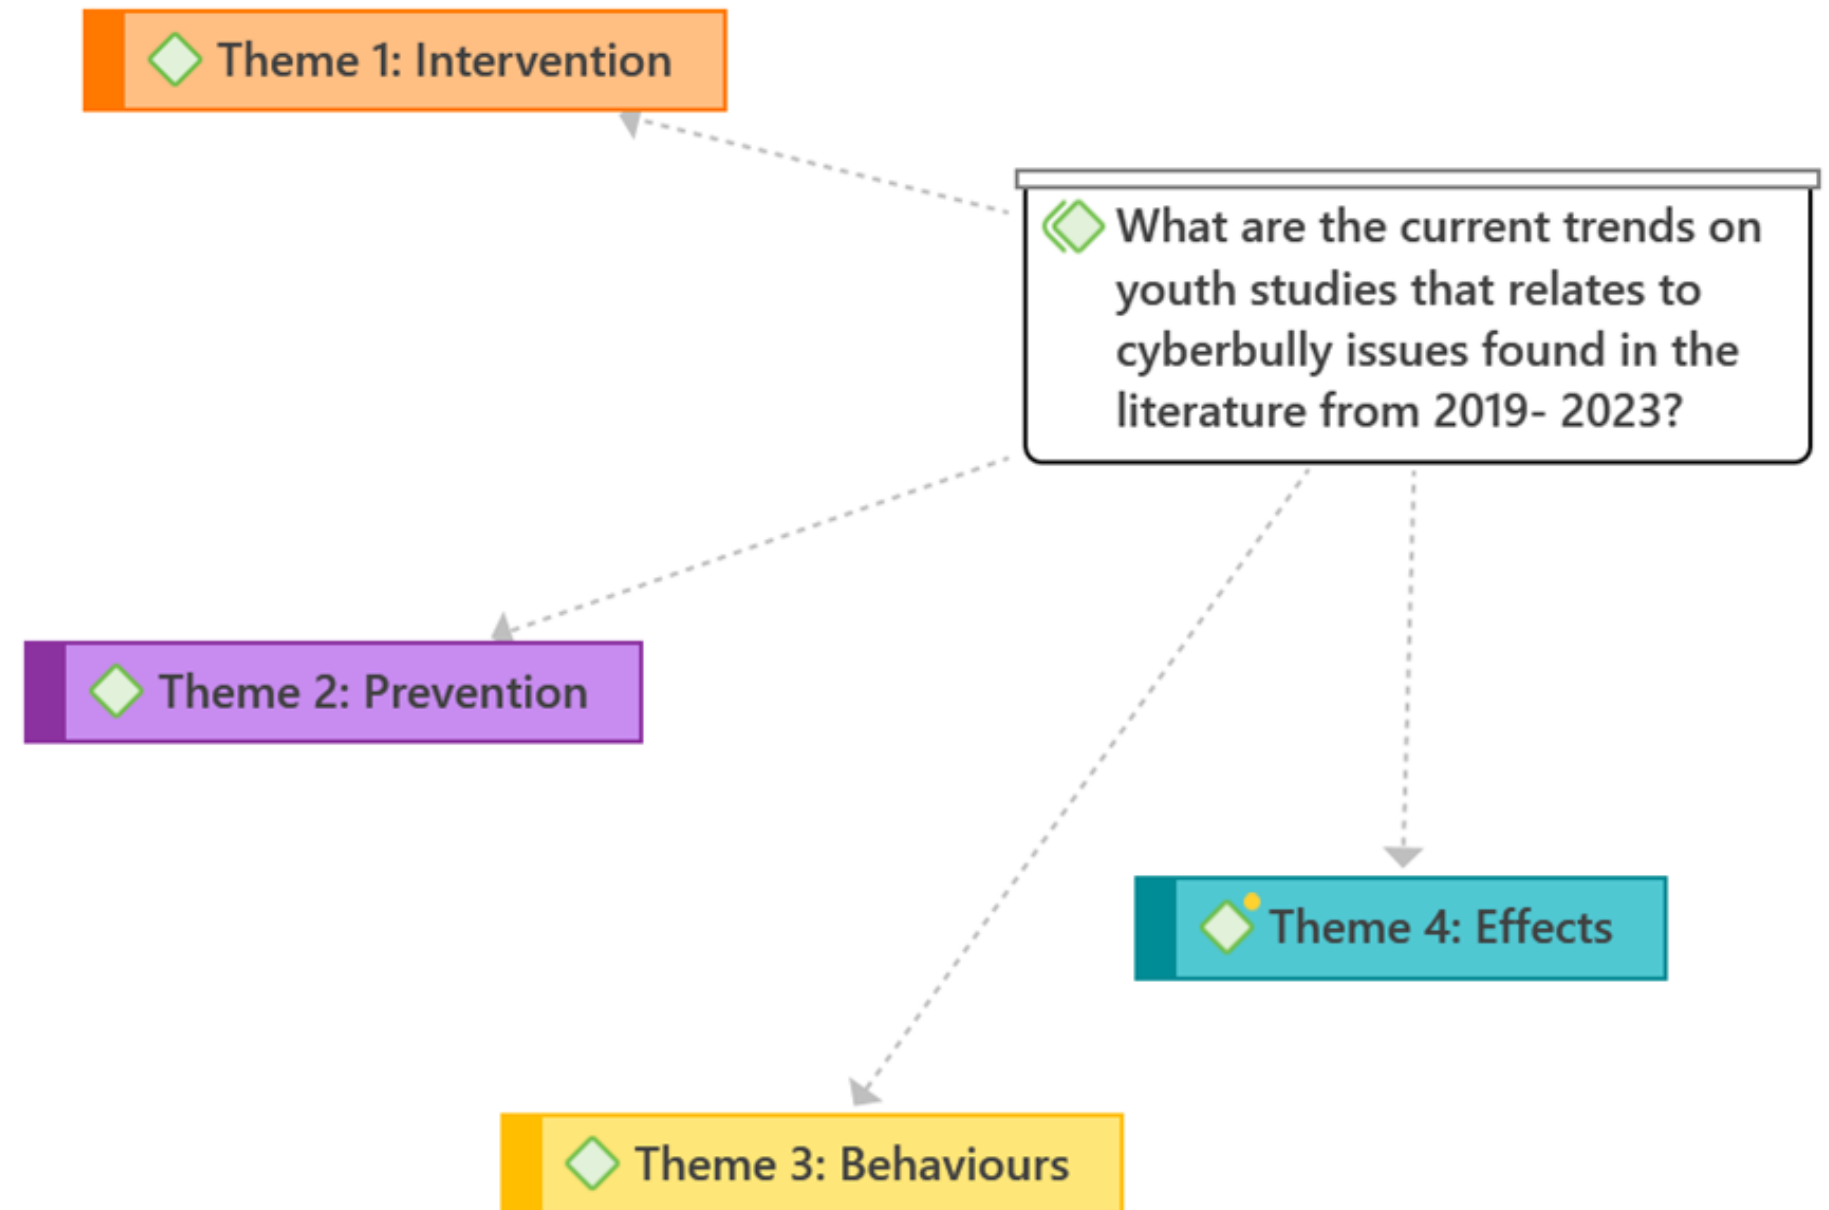 Theme 1: Intervention
What are the current trends on
youth studies that relates to
cyberbully issues found in the
literature from 2019- 2023?
Theme 2: Prevention
Theme 4: Effects
Theme 3: Behaviours